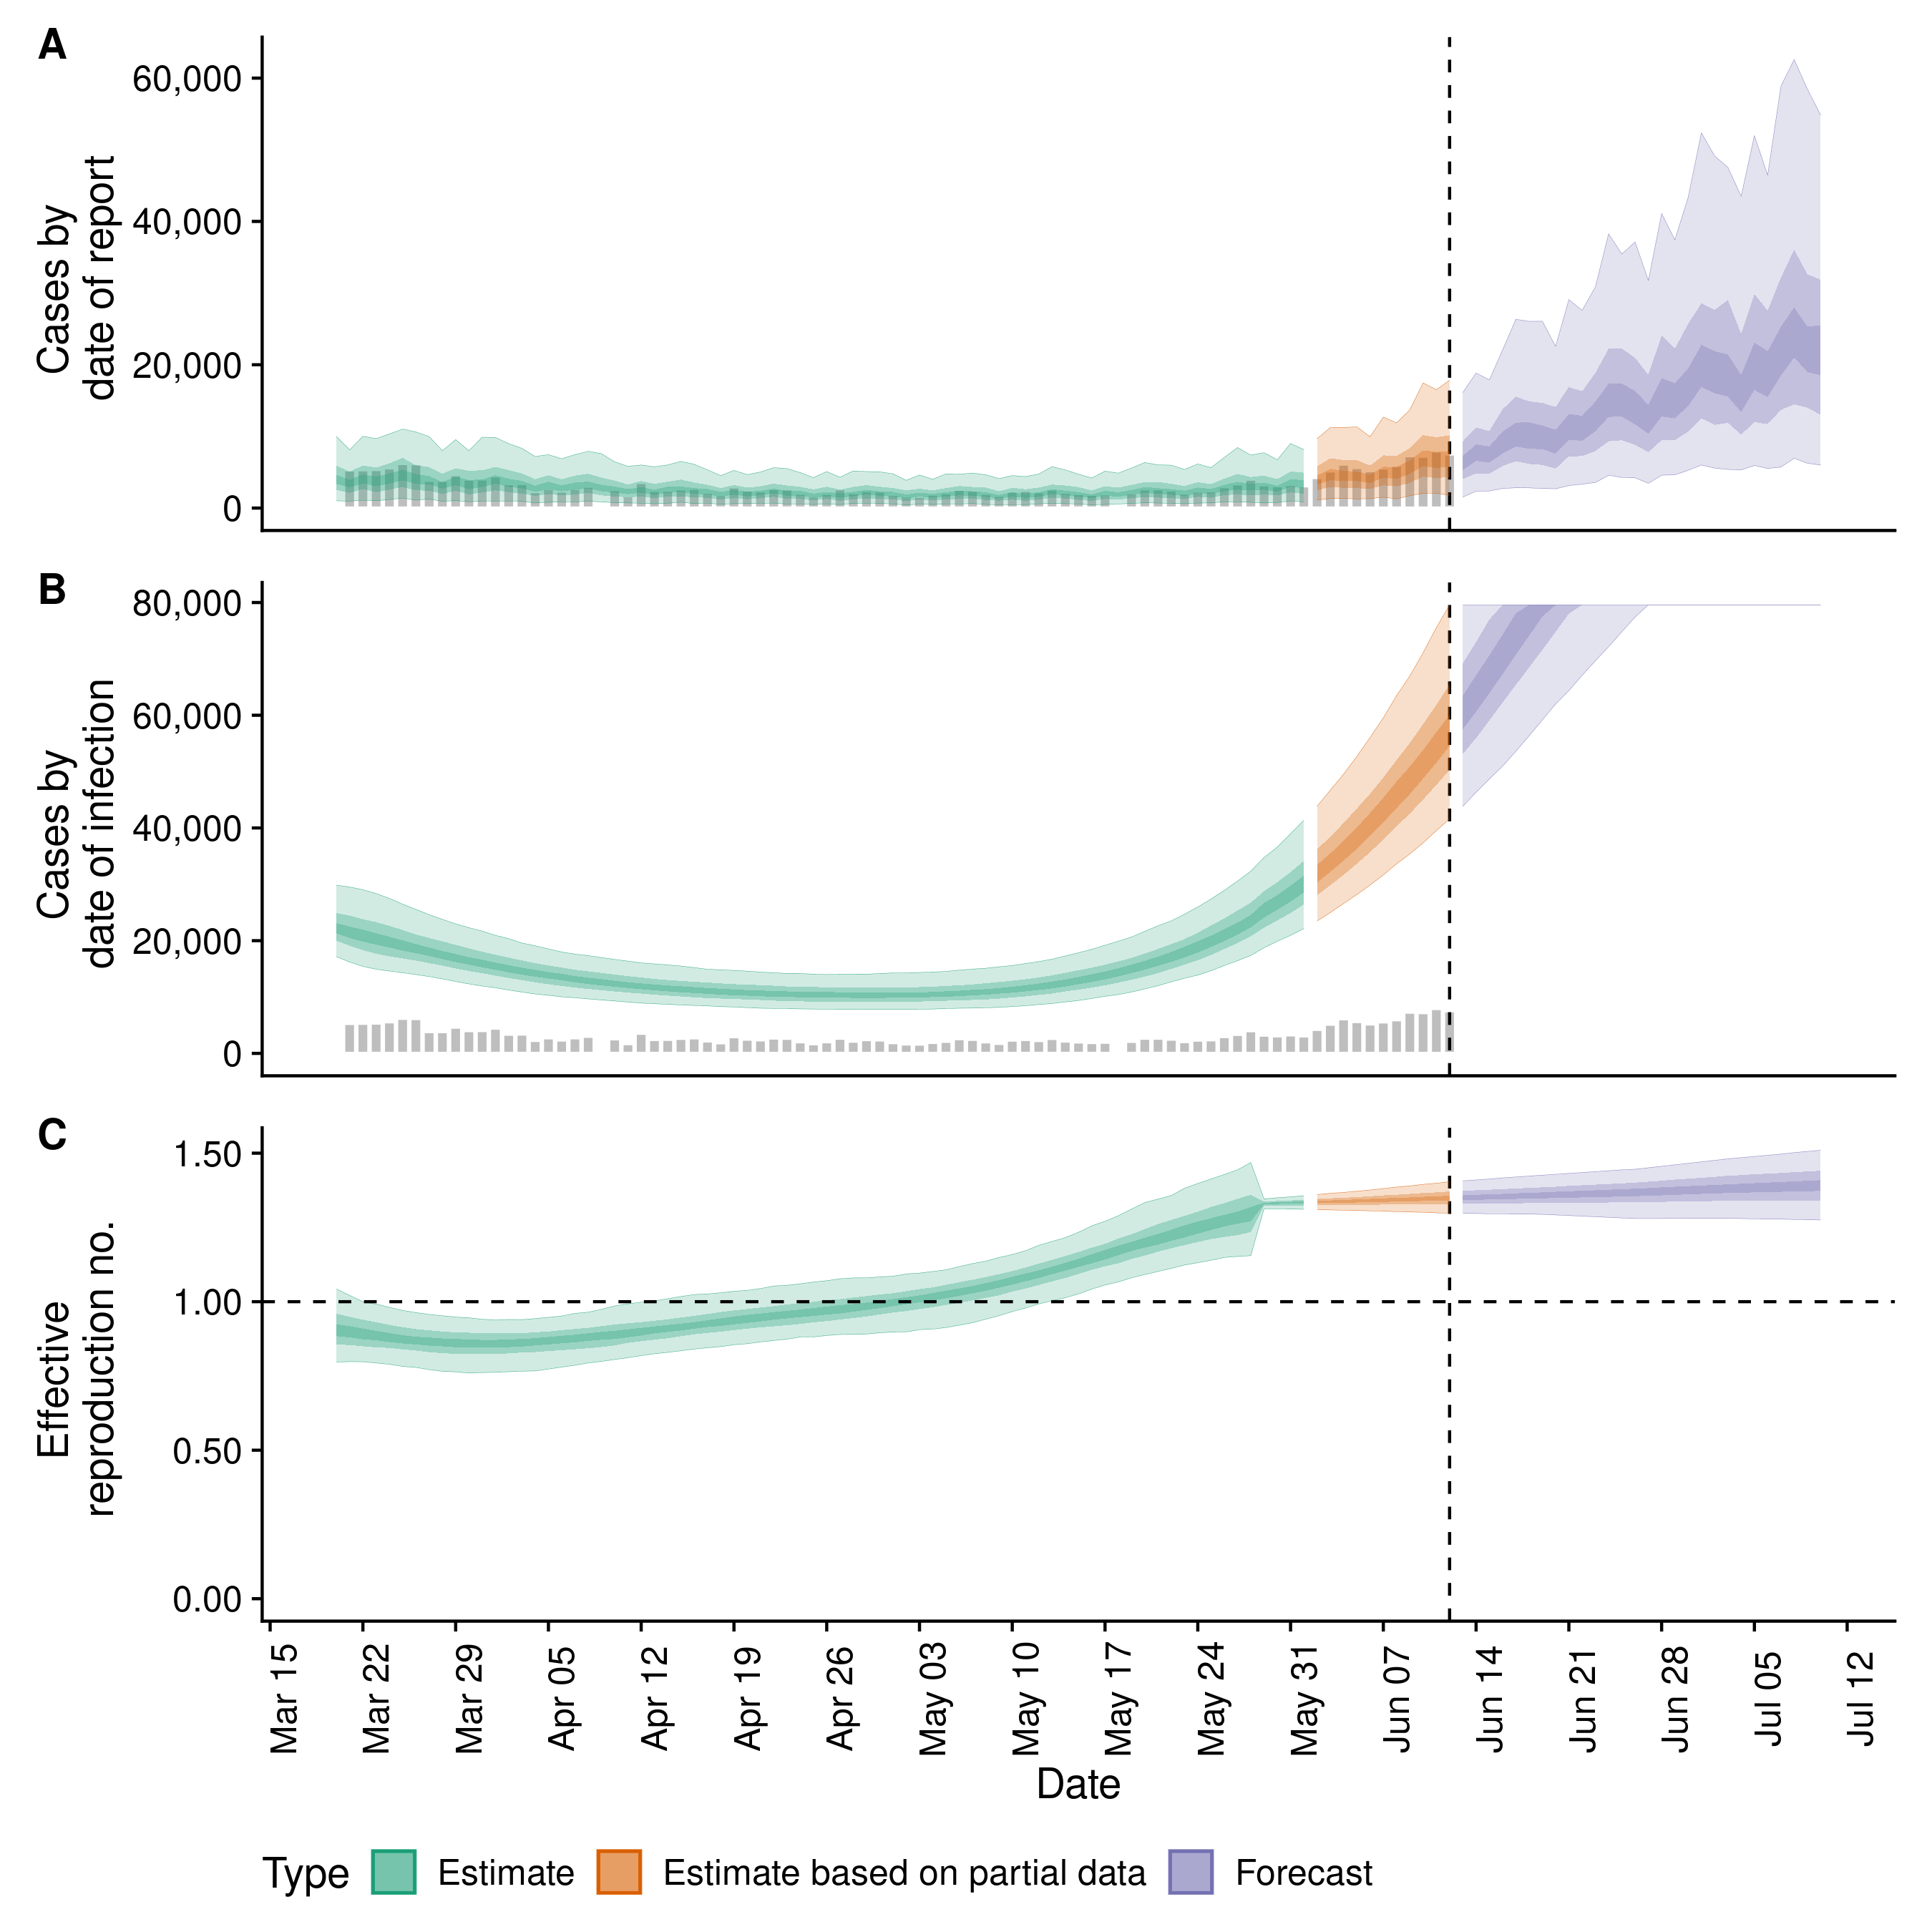 A
60,000
40,000
20,000
0
Cases by
date of report
B
80,000
60,000
40,000
20,000
0
Cases by
date of infection
C
1.50
1.00
0.50
0.00
Effective
reproduction no.
Mar 15
Mar 22
Mar 29
Apr 05
Apr 12
Apr 19
Apr 26
May 03
May 10
May 17
May 24
May 31
Jun 07
Jun 14
Jun 21
Jun 28
Jul 05
Jul 12
Date
Type Estimate Estimate based on partial data Forecast